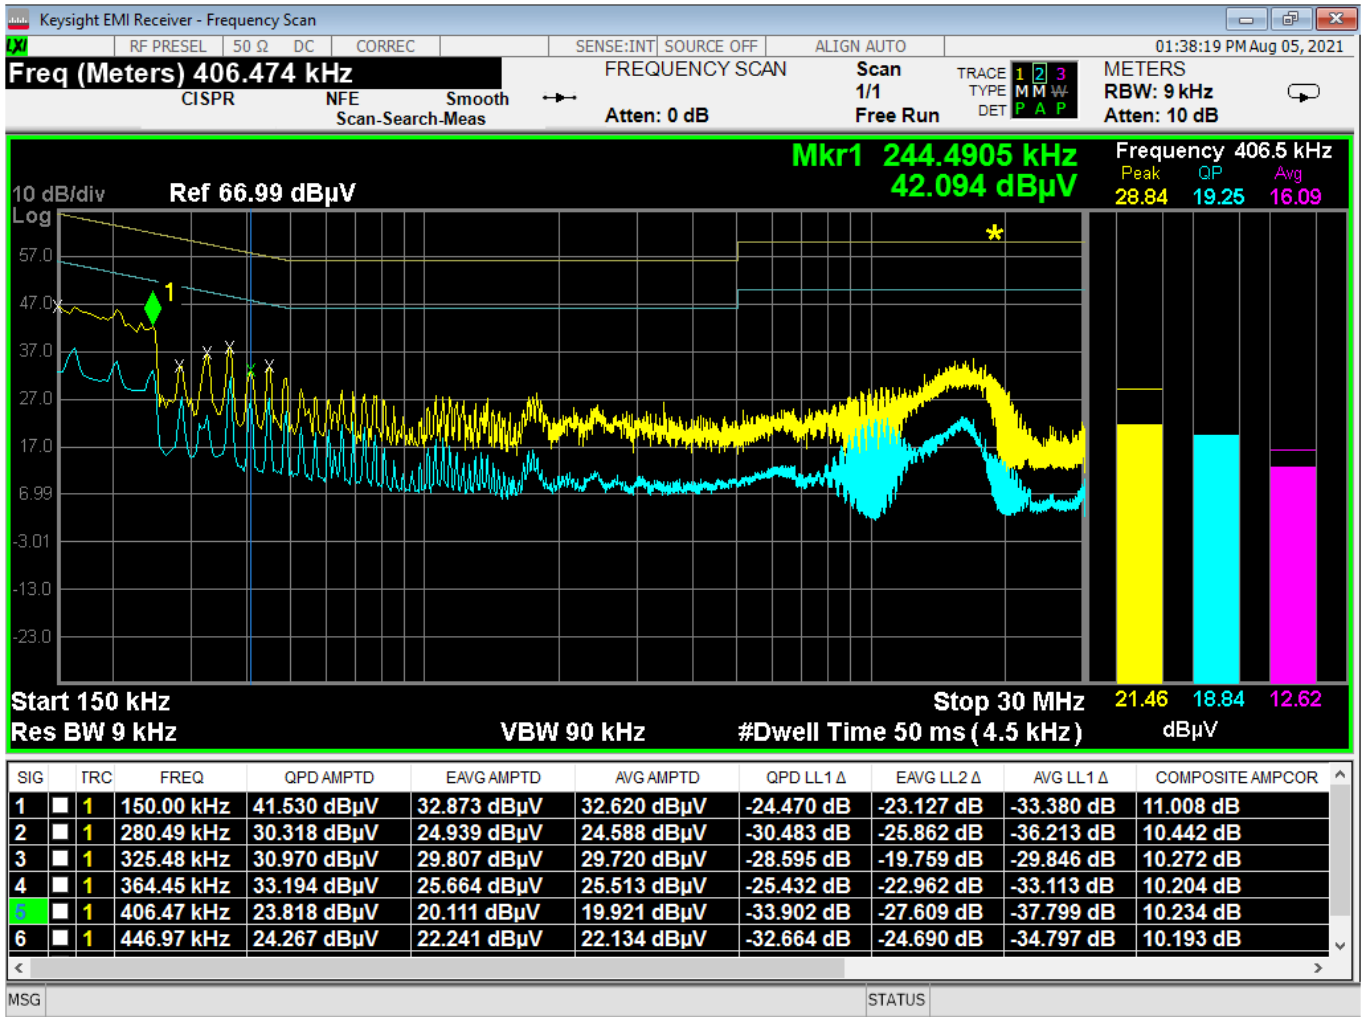 Keysight EMI Receiver - Frequency Scan
LXI RF PRESEL 50 Ω DC CORREC SENSE:INT SOURCE OFF ALIGN AUTO 01:38:19 PM Aug 05, 2021
Freq (Meters) 406.474 kHz FREQUENCY SCAN Scan TRACE 1 2 3 METERS
CISPR NFE Smooth 1/1 TYPE M M W RBW: 9 kHz
Scan-Search-Meas Atten: 0 dB Free Run DET P A P Atten: 10 dB
Mkr1 244.4905 kHz Frequency 406.5 kHz
42.094 dBµV Peak QP Avg
10 dB/div Ref 66.99 dBµV 28.84 19.25 16.09
Log
57.0
1
47.0
37.0
27.0
17.0
6.99
-3.01
-13.0
-23.0
Start 150 kHz Stop 30 MHz 21.46 18.84 12.62
Res BW 9 kHz VBW 90 kHz #Dwell Time 50 ms (4.5 kHz) dBµV
SIG TRC FREQ QPD AMPTD EAVG AMPTD AVG AMPTD QPD LL1 Δ EAVG LL2 Δ AVG LL1 Δ COMPOSITE AMPCOR
1 1 150.00 kHz 41.530 dBµV 32.873 dBµV 32.620 dBµV -24.470 dB -23.127 dB -33.380 dB 11.008 dB
2 1 280.49 kHz 30.318 dBµV 24.939 dBµV 24.588 dBµV -30.483 dB -25.862 dB -36.213 dB 10.442 dB
3 1 325.48 kHz 30.970 dBµV 29.807 dBµV 29.720 dBµV -28.595 dB -19.759 dB -29.846 dB 10.272 dB
4 1 364.45 kHz 33.194 dBµV 25.664 dBµV 25.513 dBµV -25.432 dB -22.962 dB -33.113 dB 10.204 dB
5 1 406.47 kHz 23.818 dBµV 20.111 dBµV 19.921 dBµV -33.902 dB -27.609 dB -37.799 dB 10.234 dB
6 1 446.97 kHz 24.267 dBµV 22.241 dBµV 22.134 dBµV -32.664 dB -24.690 dB -34.797 dB 10.193 dB
MSG STATUS